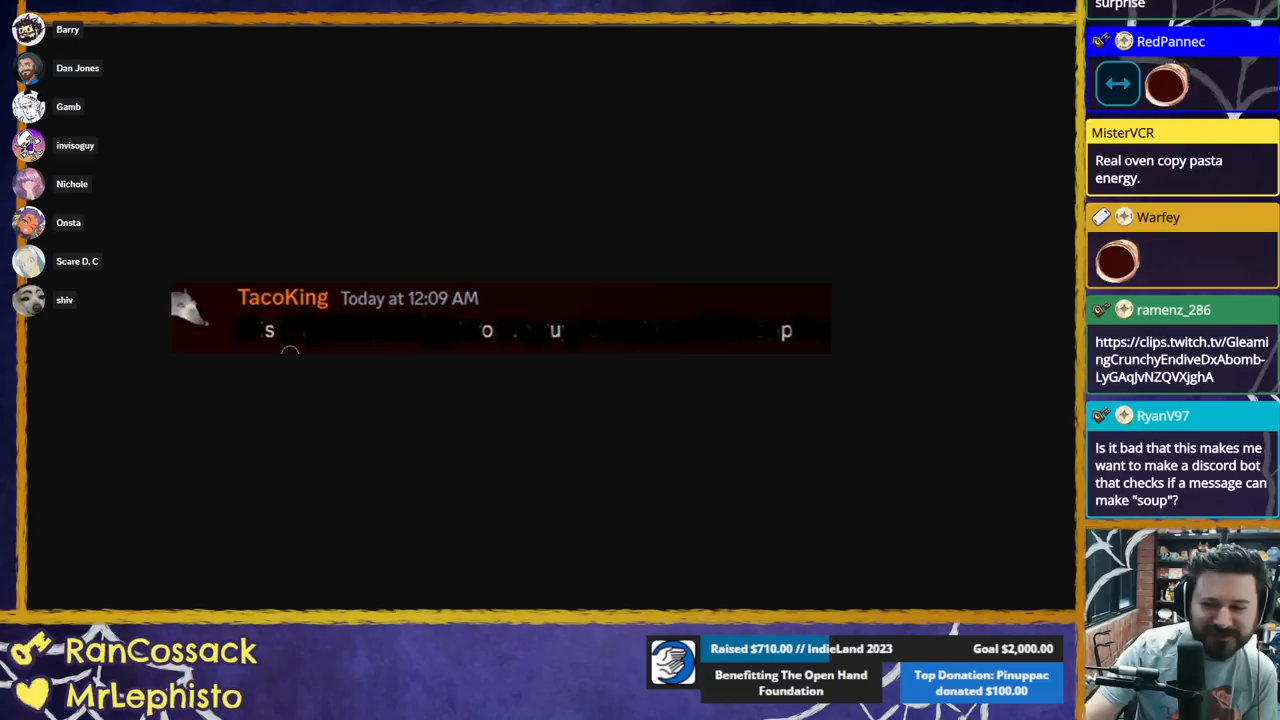 Barry
Dan Jones
Gamb
invisoguy
Nichole
Onsta
Scare D. C
shiv
TacoKing Today at 12:09 AM
s o u p
surprise
RedPannec
MisterVCR
Real oven copy pasta
energy.
Warfey
ramenz_286
https://clips.twitch.tv/Gleami
ngCrunchyEndiveDxAbomb-
LyGAqJvNZQVXjghA
RyanV97
Is it bad that this makes me
want to make a discord bot
that checks if a message can
make "soup"?
RanCossack
MrLephisto
Raised $710.00 // IndieLand 2023 Goal $2,000.00
Benefitting The Open Hand
Foundation
Top Donation: Pinuppac
donated $100.00